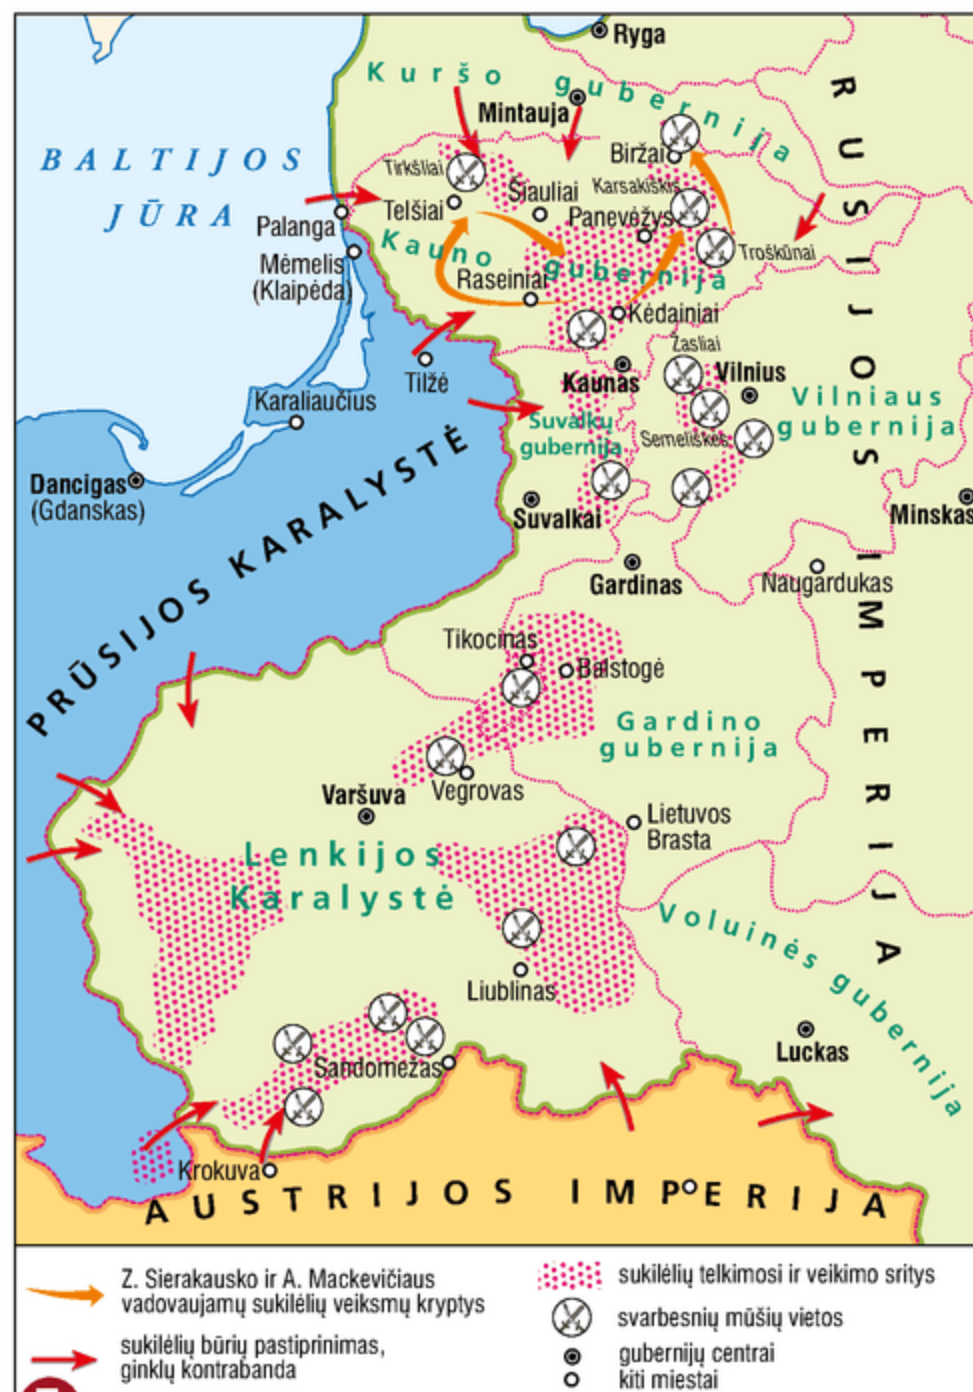 Ryga
Kuršo gubernija
Mintauja
Biržai
Tirkšliai
Šiauliai
Karsakiškis
Telšiai
Panevėžys
Troškūnai
BALTIJOS
JŪRA
Palanga
Kauno gubernija
Mėmelis
(Klaipėda)
Raseiniai
Kėdainiai
Žasliai
Tilžė
Kaunas
Vilnius
Karaliaučius
Vilniaus
gubernija
Suvalkų
gubernija
Semeliškės
Dancigas
(Gdanskas)
Suvalkai
Minskas
PRŪSIJOS KARALYSTĖ
RUSIJOS IMPERIJA
Gardinas
Naugardukas
Tikocinas
Balstogė
Gardino
gubernija
Varšuva
Vegrovas
Lietuvos
Brasta
Lenkijos
Karalystė
Voluinės gubernija
Liublinas
Luckas
Sandomežas
Krokuva
AUSTRIJOS IMPERIJA
Z. Sierakausko ir A. Mackevičiaus
vadovaujamų sukilėlių veiksmų kryptys
sukilėlių būrių pastiprinimas,
ginklų kontrabanda
sukilėlių telkimosi ir veikimo sritys
svarbesnių mūšių vietos
gubernijų centrai
kiti miestai